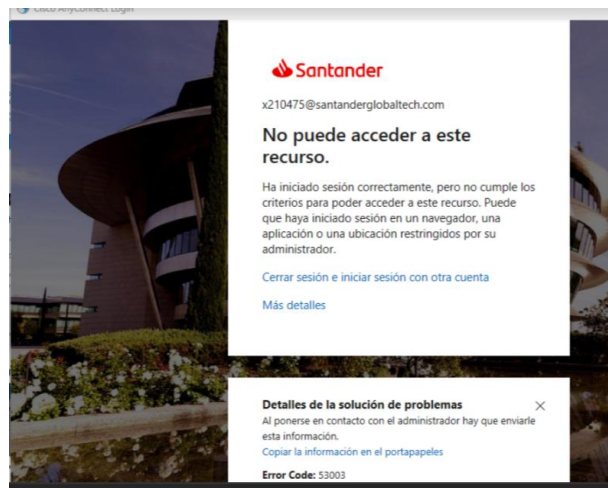 Cisco AnyConnect Login
Santander
x210475@santanderglobaltech.com
No puede acceder a este
recurso.
Ha iniciado sesión correctamente, pero no cumple los
criterios para poder acceder a este recurso. Puede
que haya iniciado sesión en un navegador, una
aplicación o una ubicación restringidos por su
administrador.
Cerrar sesión e iniciar sesión con otra cuenta
Más detalles
Detalles de la solución de problemas
Al ponerse en contacto con el administrador hay que enviarle
esta información.
Copiar la información en el portapapeles
Error Code: 53003